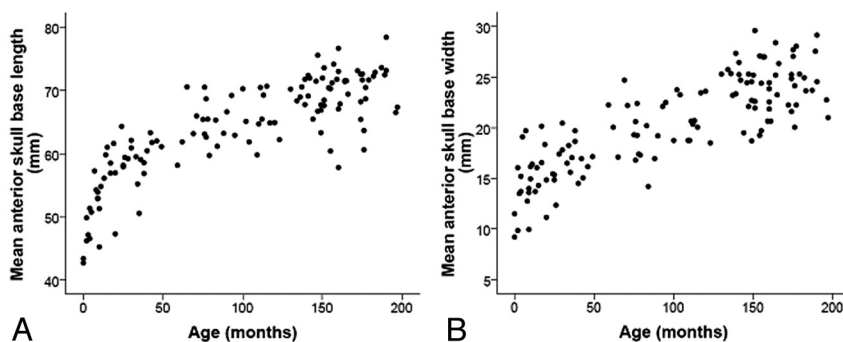 Mean anterior skull base length
(mm)
80
70
60
50
40
0
50
100
150
200
Age (months)
A
Mean anterior skull base width
(mm)
30
25
20
15
10
5
0
50
100
150
200
Age (months)
B